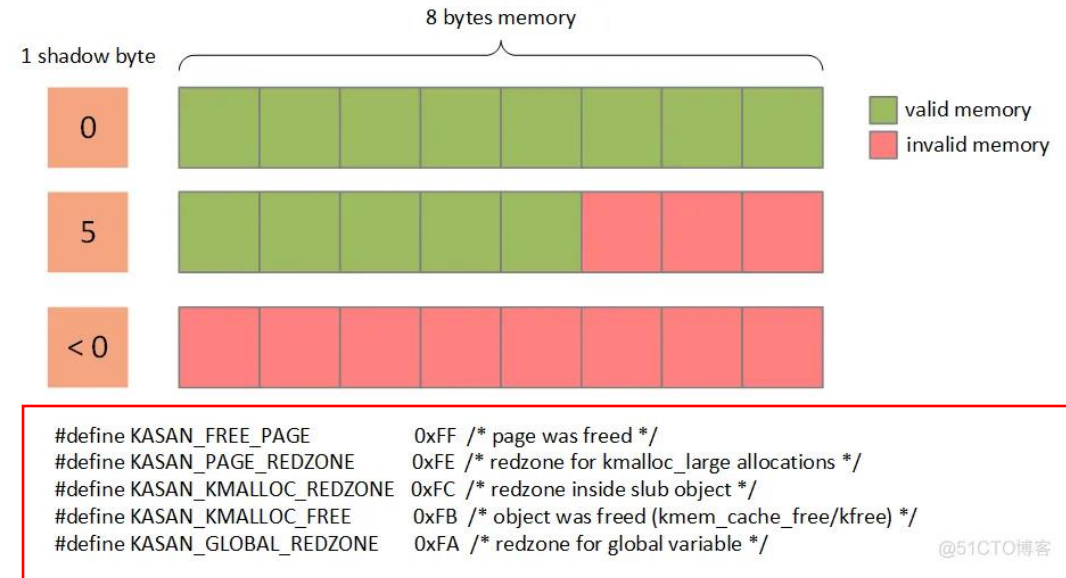 8 bytes memory
1 shadow byte
0
valid memory
invalid memory
5
< 0
#define KASAN_FREE_PAGE 0xFF /* page was freed */
#define KASAN_PAGE_REDZONE 0xFE /* redzone for kmalloc_large allocations */
#define KASAN_KMALLOC_REDZONE 0xFC /* redzone inside slub object */
#define KASAN_KMALLOC_FREE 0xFB /* object was freed (kmem_cache_free/kfree) */
#define KASAN_GLOBAL_REDZONE 0xFA /* redzone for global variable */
@51CTO博客